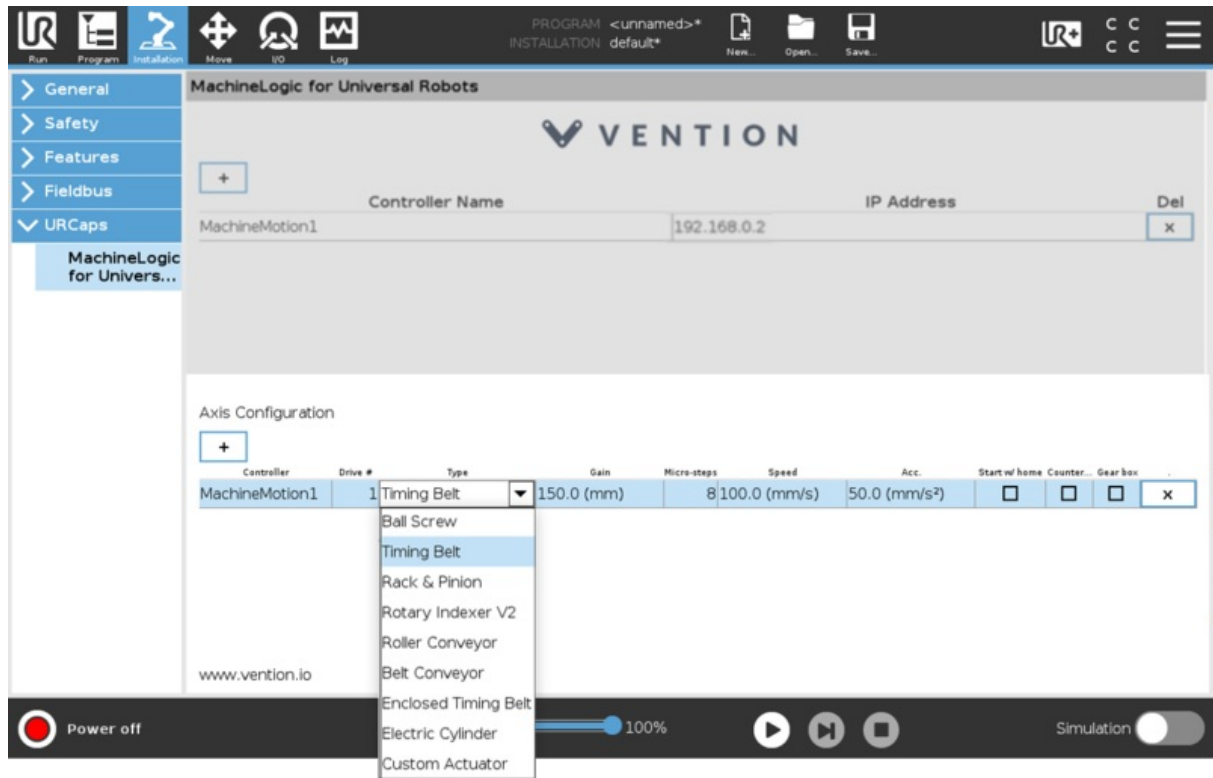 PROGRAM <unnamed>*
INSTALLATION default*
New... Open... Save...
Run Program Installation Move I/O Log
UR+
C C
C C
General
Safety
Features
Fieldbus
URCaps
MachineLogic
for Univers...
MachineLogic for Universal Robots
VENTION
+
Controller Name IP Address Del
MachineMotion1 192.168.0.2 x
Axis Configuration
+
Controller Drive # Type Gain Micro-steps Speed Acc. Start w/ home Counter... Gear box .
MachineMotion1 1 Timing Belt 150.0 (mm) 8 100.0 (mm/s) 50.0 (mm/s²) x
Ball Screw
Timing Belt
Rack & Pinion
Rotary Indexer V2
Roller Conveyor
Belt Conveyor
Enclosed Timing Belt
Electric Cylinder
Custom Actuator
www.vention.io
Power off 100% Simulation